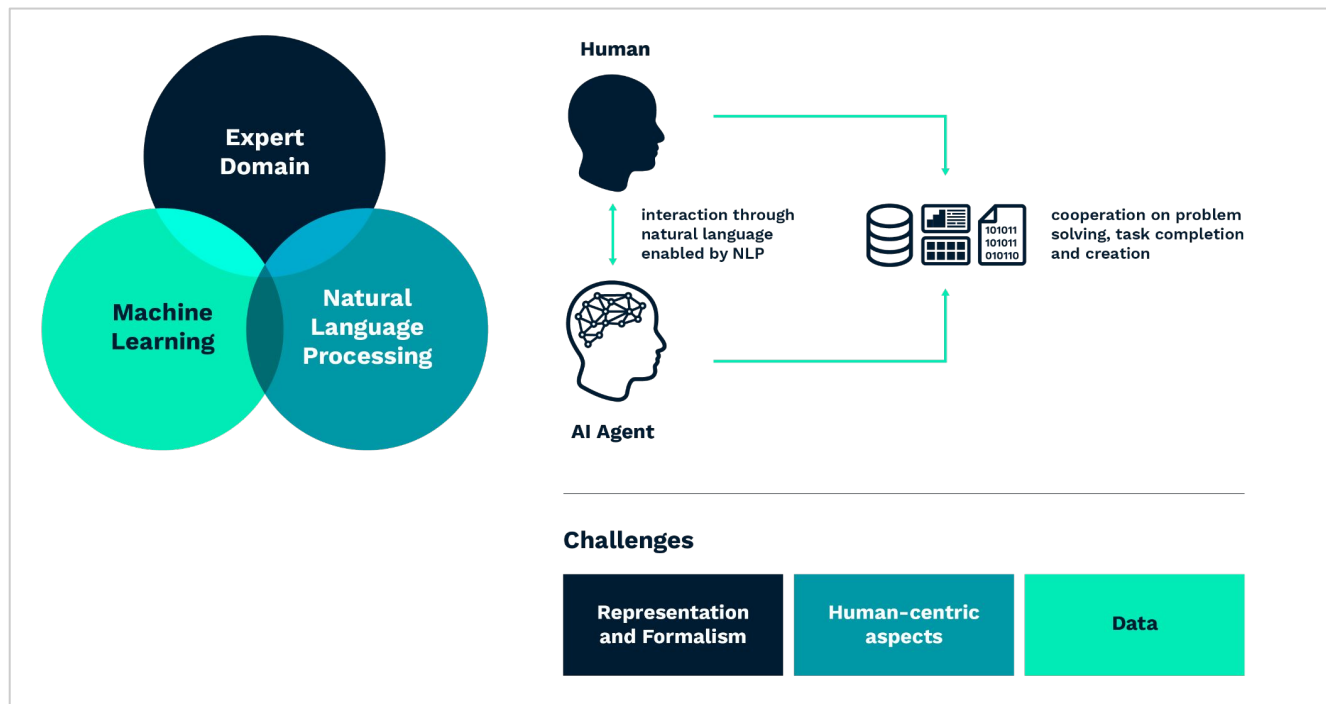 Expert
Domain
Machine
Learning
Natural
Language
Processing
Human
interaction through
natural language
enabled by NLP
AI Agent
101011
101011
010110
cooperation on problem
solving, task completion
and creation
Challenges
Representation
and Formalism
Human-centric
aspects
Data